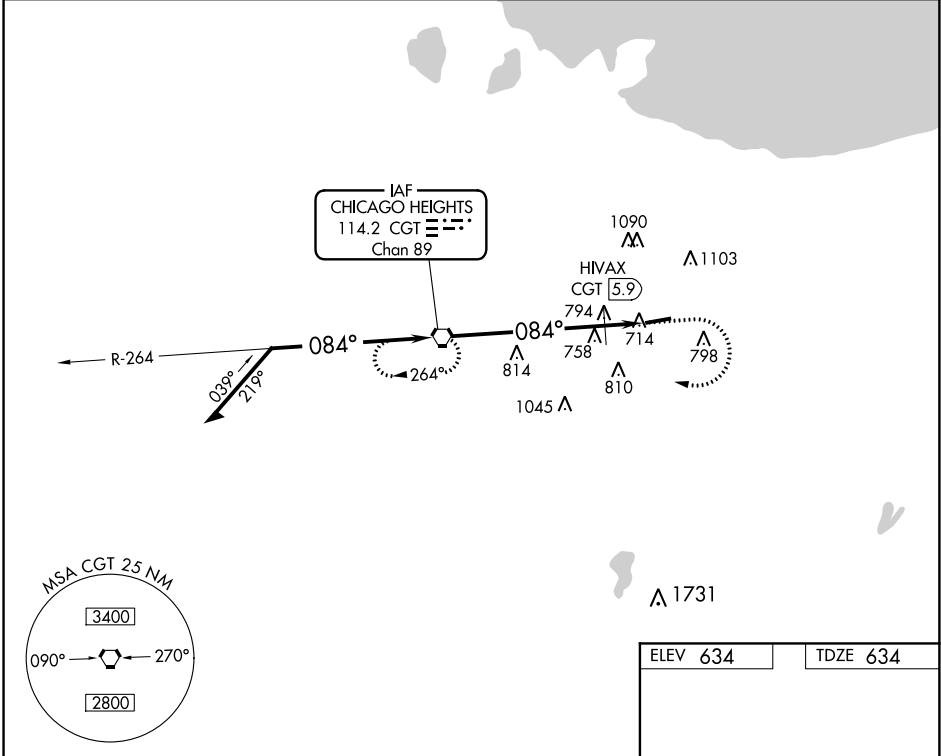 IAF
CHICAGO HEIGHTS
114.2 CGT
Chan 89
1090
1103
HIVAX
CGT 5.9
794
084°
084°
714
R-264
758
798
814
264°
810
039°
219°
1045
MSA CGT 25 NM
1731
3400
090°
270°
ELEV 634
TDZE 634
2800